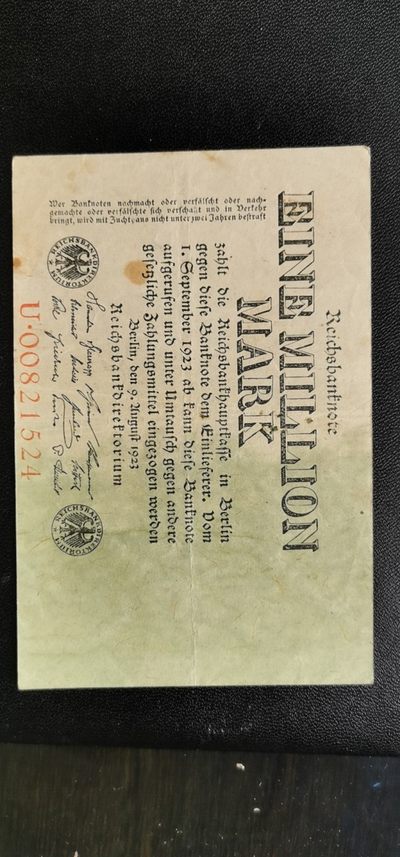 Reichsbanknote
EINE MILLION
MARK
zahlt die Reichsbankhauptkasse in Berlin
gegen diese Banknote dem Einlieferer. Vom
1. September 1923 ab kann diese Banknote
aufgerufen und unter Umtausch gegen andere
gesetzliche Zahlungsmittel eingezogen werden
Berlin, den 9. August 1923
Reichsbankdirektorium
REICHSBANKDIREKTORIUM
REICHSBANKDIREKTORIUM
U·00821524
Wer Banknoten nachmacht oder verfälscht oder nach-
gemachte oder verfälschte sich verschafft und in Verkehr
bringt, wird mit Zuchthaus nicht unter zwei Jahren bestraft